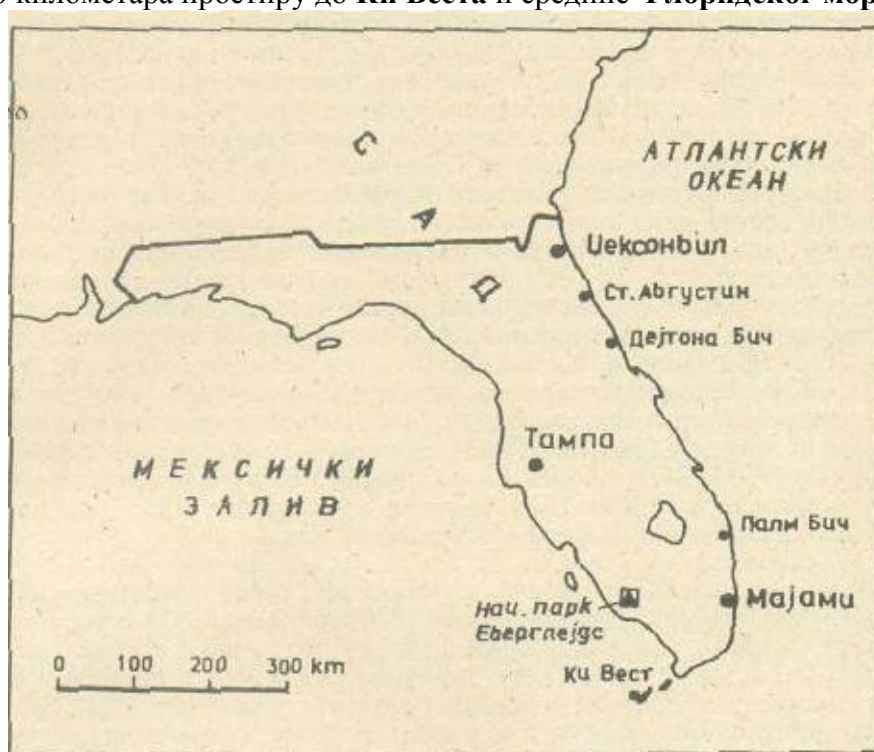 километара простиру до Ки Веста и средине Флоридског мор
С
А
Д
АТЛАНТСКИ
ОКЕАН
Џексонвил
Ст. Августин
Дејтона Бич
Тампа
МЕКСИЧКИ
ЗАЛИВ
Палм Бич
Мајами
Нац. парк
Еверглејдс
Ки Вест
0 100 200 300 km